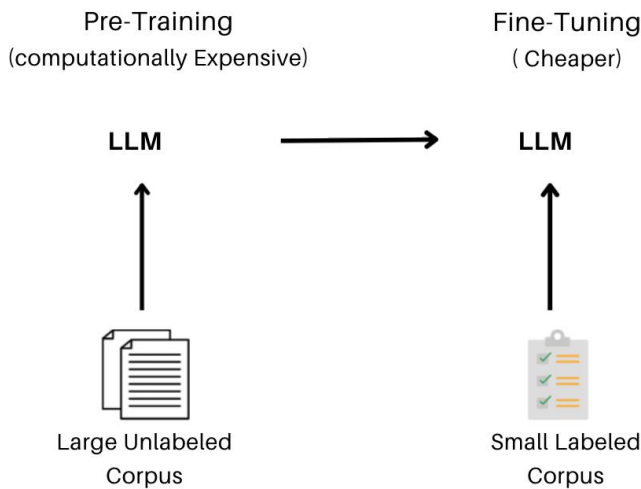 Pre-Training
(computationally Expensive)
Fine-Tuning
( Cheaper)
LLM
LLM
Large Unlabeled
Corpus
Small Labeled
Corpus